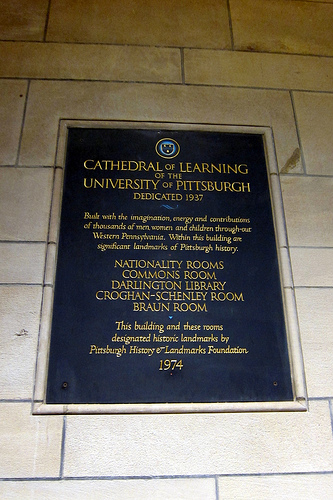 CATHEDRAL OF LEARNING
OF THE
UNIVERSITY OF PITTSBURGH
DEDICATED 1937
Built with the imagination, energy and contributions
of thousands of men, women and children through-out
Western Pennsylvania. Within this building are
significant landmarks of Pittsburgh history.
NATIONALITY ROOMS
COMMONS ROOM
DARLINGTON LIBRARY
CROGHAN-SCHENLEY ROOM
BRAUN ROOM
This building and these rooms
designated historic landmarks by
Pittsburgh History & Landmarks Foundation
1974